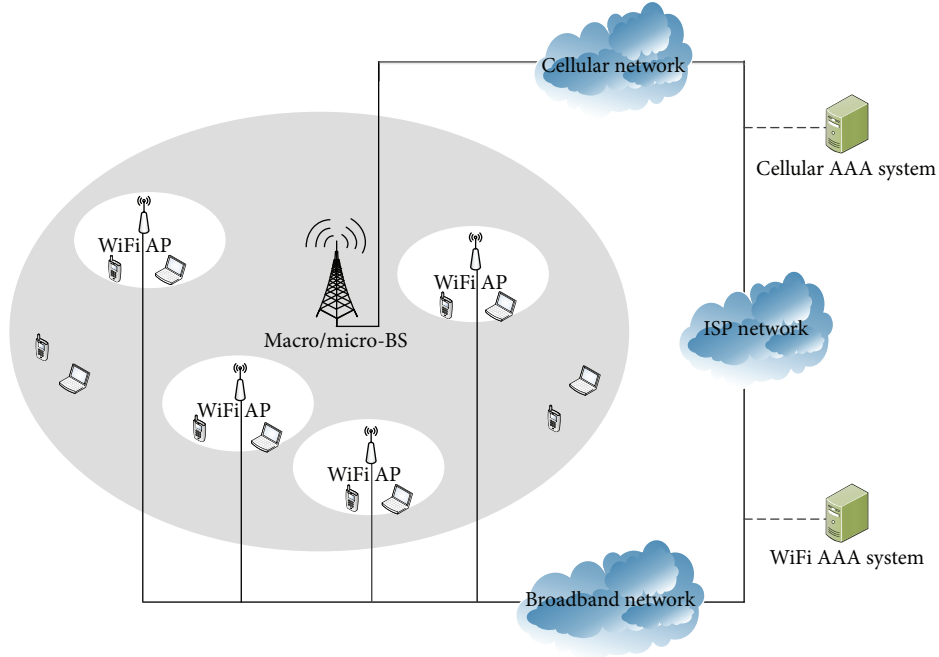 Cellular network
Cellular AAA system
WiFi AP
WiFi AP
Macro/micro-BS
ISP network
WiFi AP
WiFi AP
WiFi AAA system
Broadband network